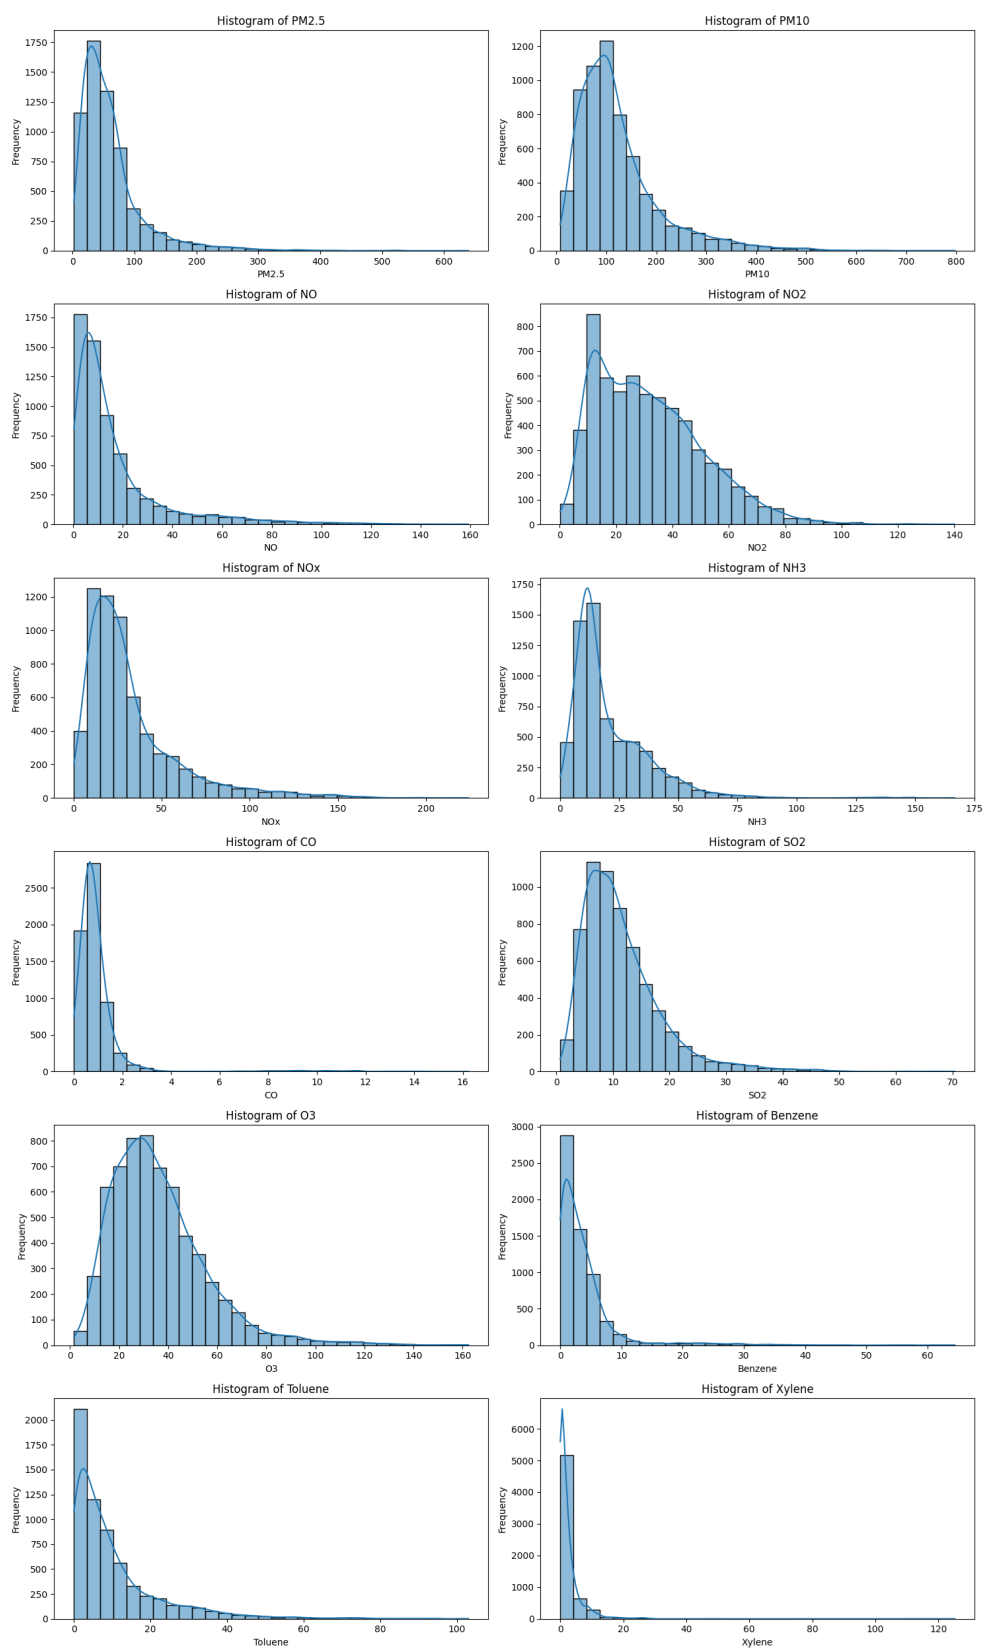 Histogram of PM2.5
Frequency
1750
1500
1250
1000
750
500
250
0
0 100 200 300 400 500 600
PM2.5
Histogram of PM10
Frequency
1200
1000
800
600
400
200
0
0 100 200 300 400 500 600 700 800
PM10
Histogram of NO
Frequency
1750
1500
1250
1000
750
500
250
0
0 20 40 60 80 100 120 140 160
NO
Histogram of NO2
Frequency
800
700
600
500
400
300
200
100
0
0 20 40 60 80 100 120 140
NO2
Histogram of NOx
Frequency
1200
1000
800
600
400
200
0
0 50 100 150 200
NOx
Histogram of NH3
Frequency
1750
1500
1250
1000
750
500
250
0
0 25 50 75 100 125 150 175
NH3
Histogram of CO
Frequency
2500
2000
1500
1000
500
0
0 2 4 6 8 10 12 14 16
CO
Histogram of SO2
Frequency
1000
800
600
400
200
0
0 10 20 30 40 50 60 70
SO2
Histogram of O3
Frequency
800
700
600
500
400
300
200
100
0
0 20 40 60 80 100 120 140 160
O3
Histogram of Benzene
Frequency
3000
2500
2000
1500
1000
500
0
0 10 20 30 40 50 60
Benzene
Histogram of Toluene
Frequency
2000
1750
1500
1250
1000
750
500
250
0
0 20 40 60 80 100
Toluene
Histogram of Xylene
Frequency
6000
5000
4000
3000
2000
1000
0
0 20 40 60 80 100 120
Xylene